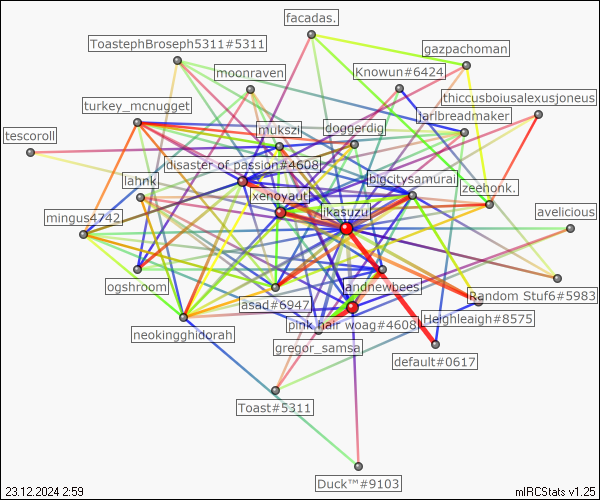 facadas.
ToastephBroseph5311#5311
gazpachoman
moonraven
Knowun#6424
thiccusboiusalexusjoneus
turkey_mcnugget
jarlbreadmaker
tescoroll
mukszi
doggerdig
disaster of passion#4608
lahnk
bigcitysamurai
zeehonk.
xenoyaut
jkasuzu
mingus4742
avelicious
ogshroom
andnewbees
asad#6947
Random Stuf6#5983
neokingghidorah
pink hair woag#4608
Heighleaigh#8575
gregor_samsa
default#0617
Toast#5311
Duck™#9103
23.12.2024 2:59
mIRCStats v1.25